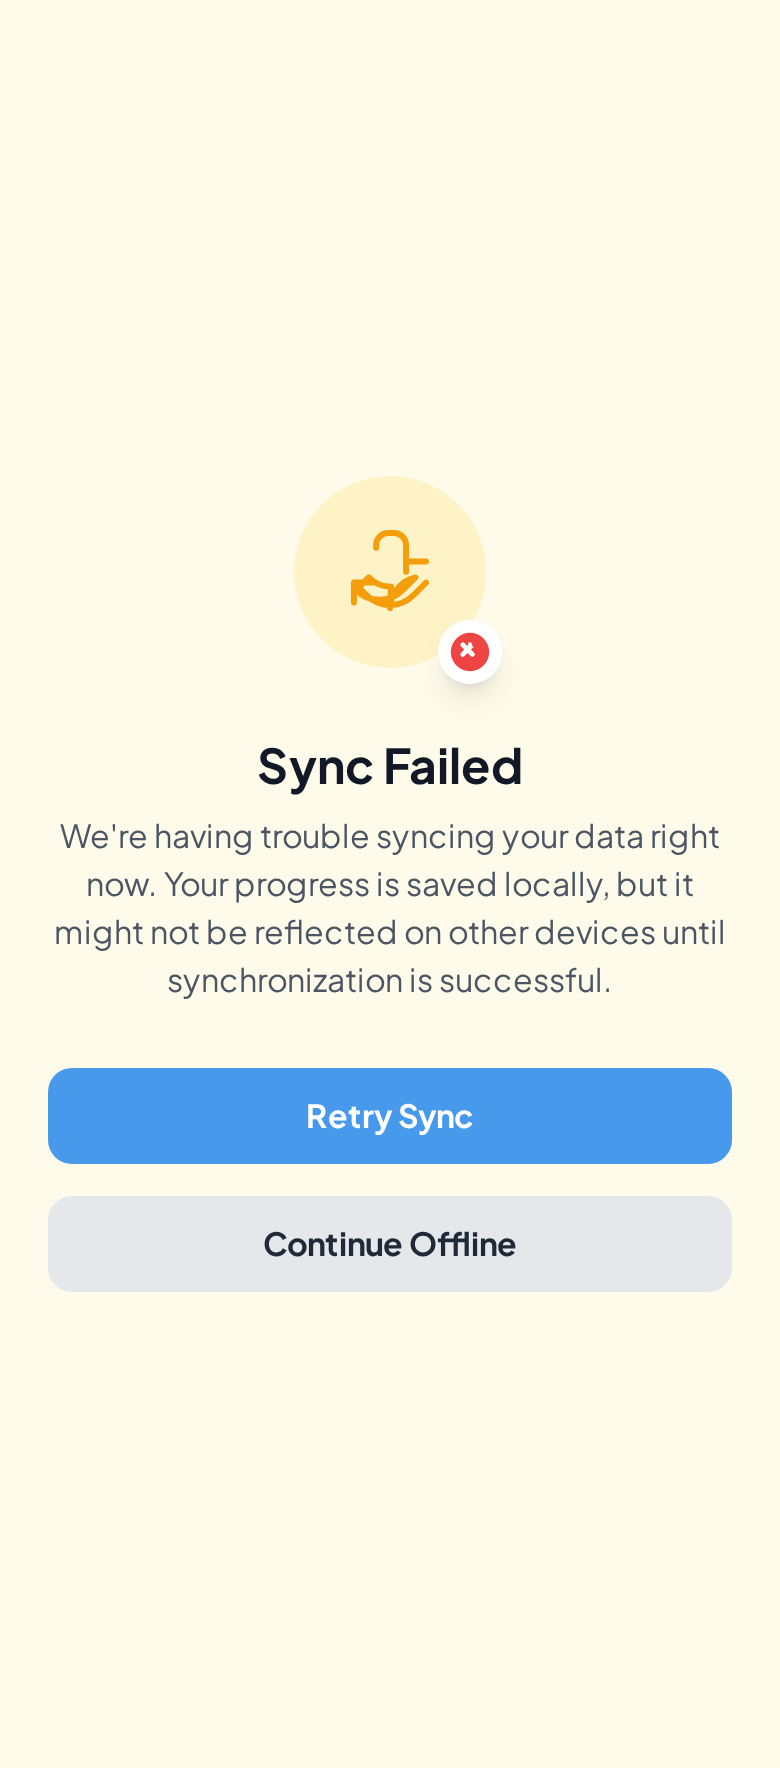 Sync Failed
We're having trouble syncing your data right
now. Your progress is saved locally, but it
might not be reflected on other devices until
synchronization is successful.
Retry Sync
Continue Offline